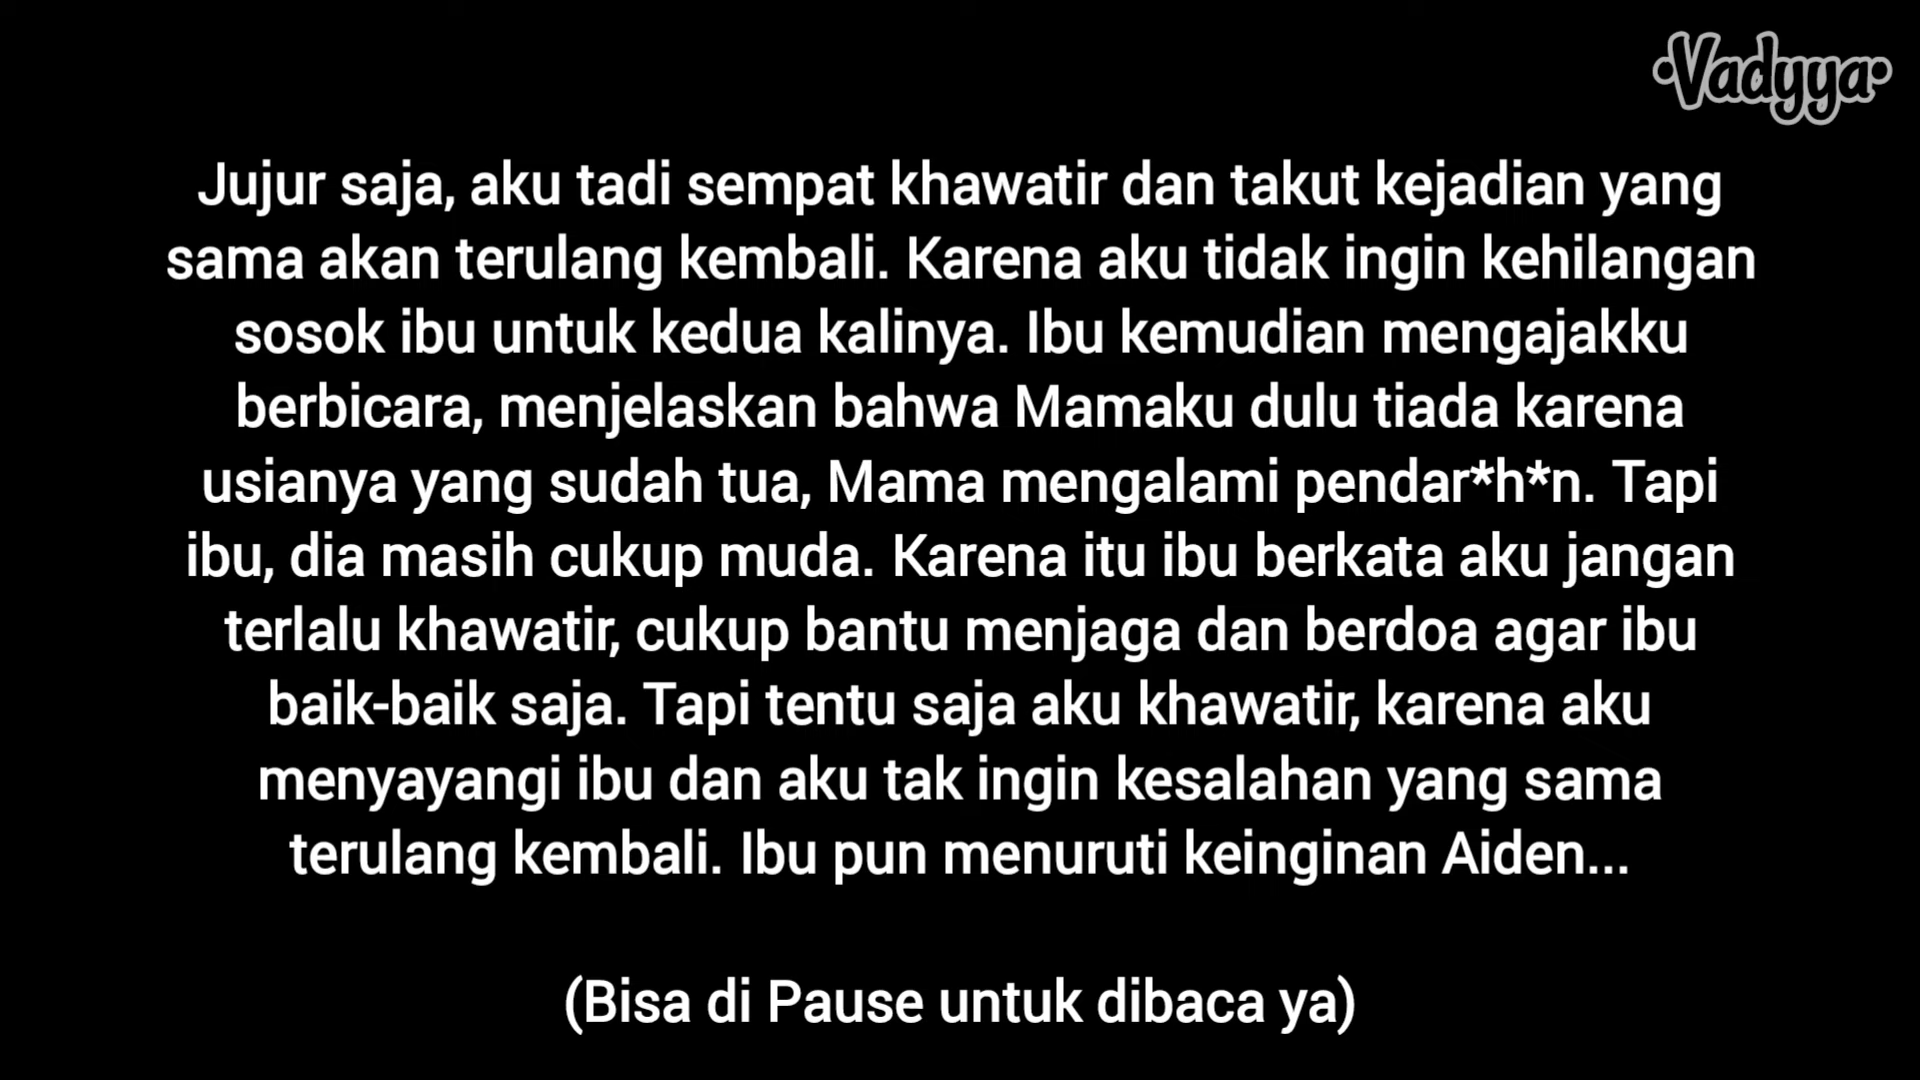 •Vadyya•
Jujur saja, aku tadi sempat khawatir dan takut kejadian yang
sama akan terulang kembali. Karena aku tidak ingin kehilangan
sosok ibu untuk kedua kalinya. Ibu kemudian mengajakku
berbicara, menjelaskan bahwa Mamaku dulu tiada karena
usianya yang sudah tua, Mama mengalami pendar*h*n. Tapi
ibu, dia masih cukup muda. Karena itu ibu berkata aku jangan
terlalu khawatir, cukup bantu menjaga dan berdoa agar ibu
baik-baik saja. Tapi tentu saja aku khawatir, karena aku
menyayangi ibu dan aku tak ingin kesalahan yang sama
terulang kembali. Ibu pun menuruti keinginan Aiden...
(Bisa di Pause untuk dibaca ya)